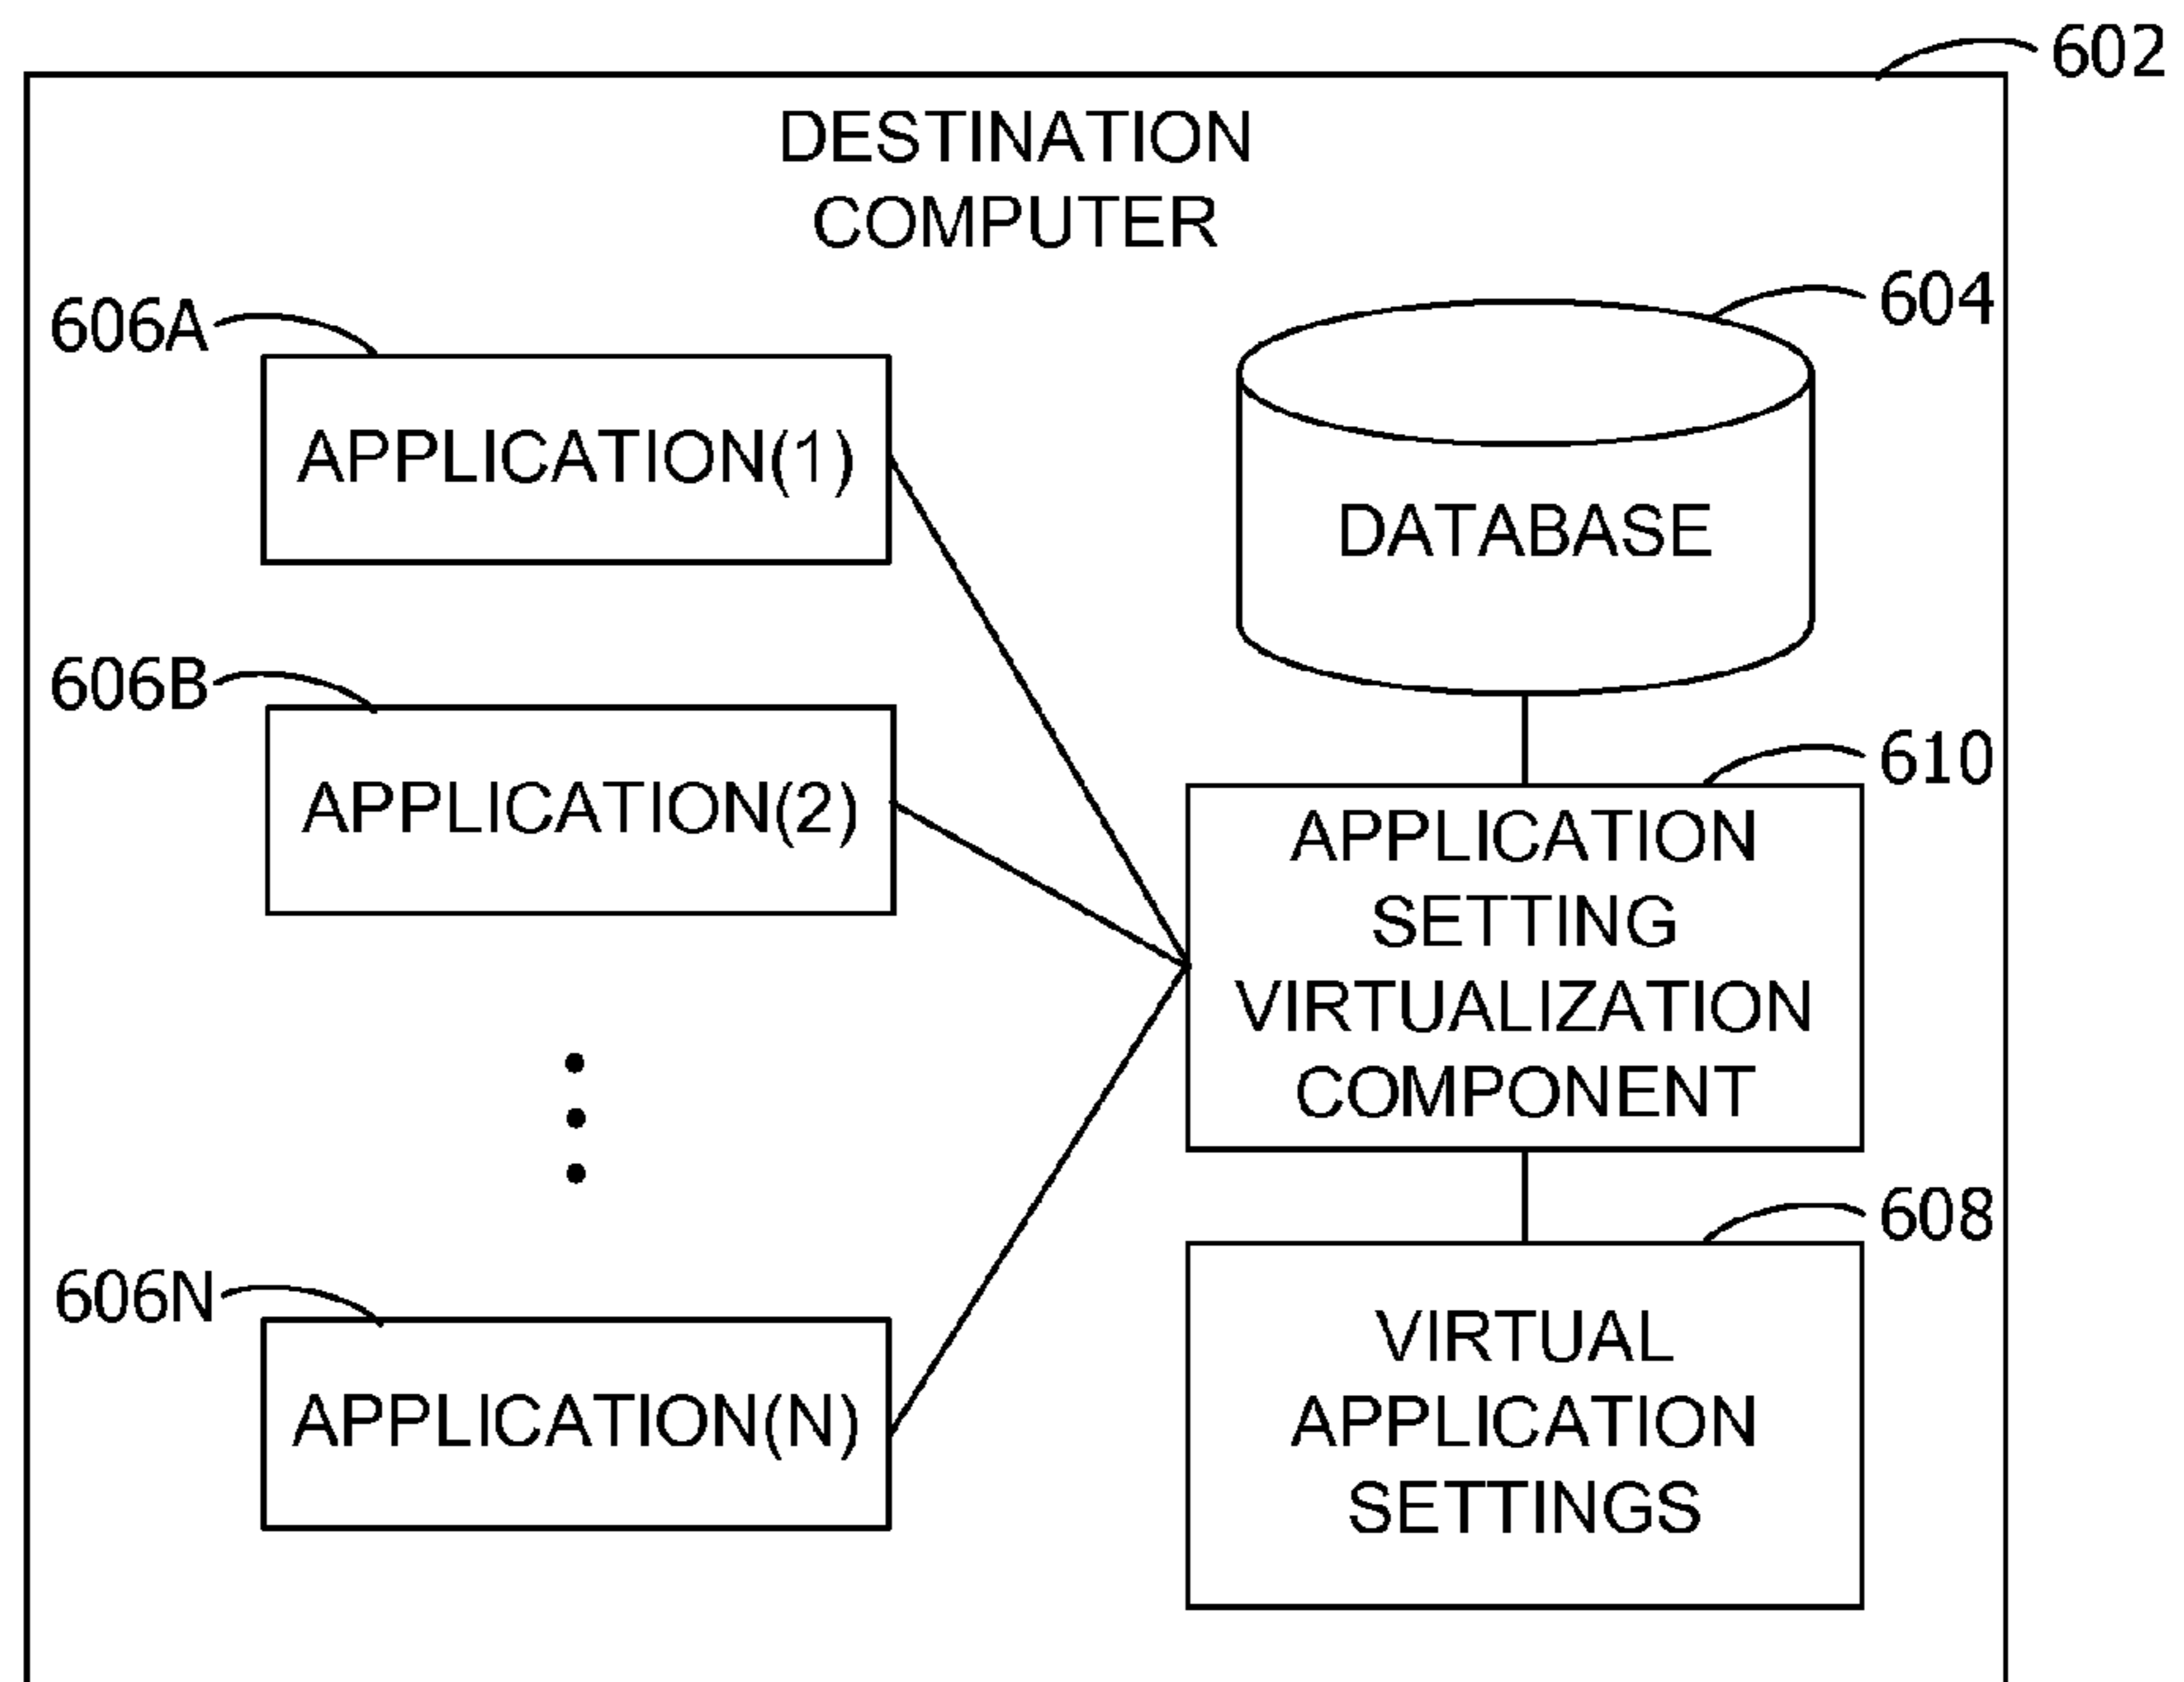 602
DESTINATION
COMPUTER
604
606A
APPLICATION(1)
DATABASE
606B
610
APPLICATION(2)
APPLICATION
SETTING
VIRTUALIZATION
COMPONENT
608
606N
VIRTUAL
APPLICATION
SETTINGS
APPLICATION(N)